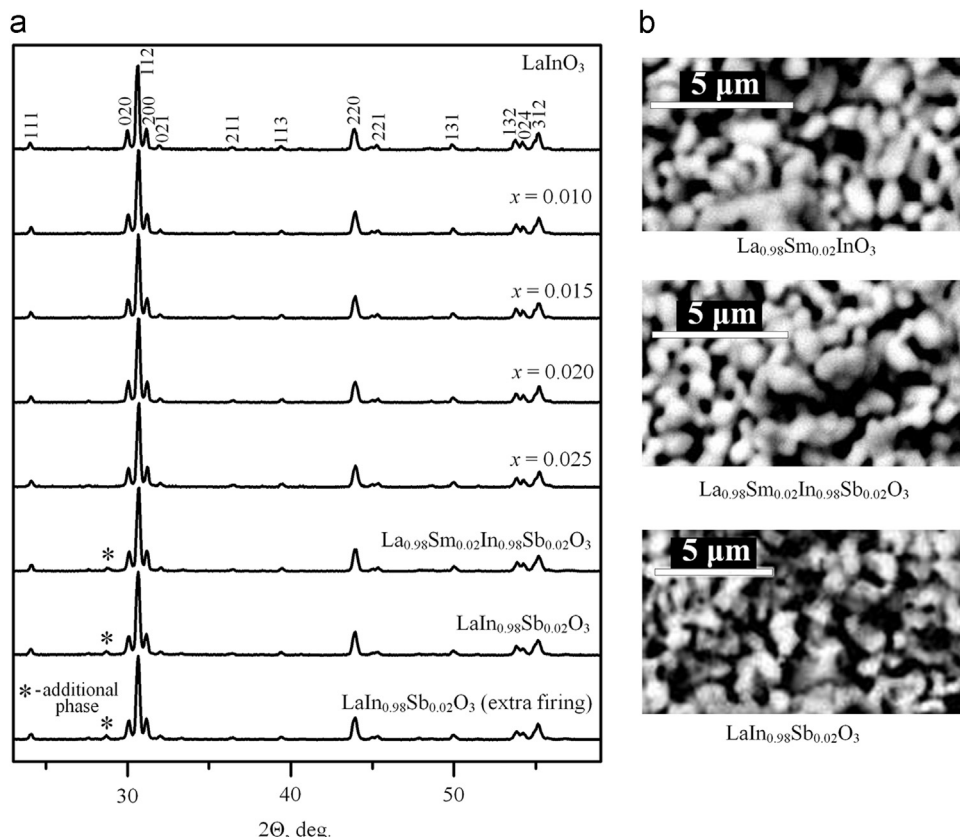 a
b
LaInO₃
111
020
112
200
021
211
113
220
221
131
132
024
312
x = 0.010
x = 0.015
x = 0.020
x = 0.025
*
La₀.₉₈Sm₀.₀₂In₀.₉₈Sb₀.₀₂O₃
*
LaIn₀.₉₈Sb₀.₀₂O₃
* -additional
phase
*
LaIn₀.₉₈Sb₀.₀₂O₃ (extra firing)
30
40
50
2Θ, deg.
5 µm
La₀.₉₈Sm₀.₀₂InO₃
5 µm
La₀.₉₈Sm₀.₀₂In₀.₉₈Sb₀.₀₂O₃
5 µm
LaIn₀.₉₈Sb₀.₀₂O₃